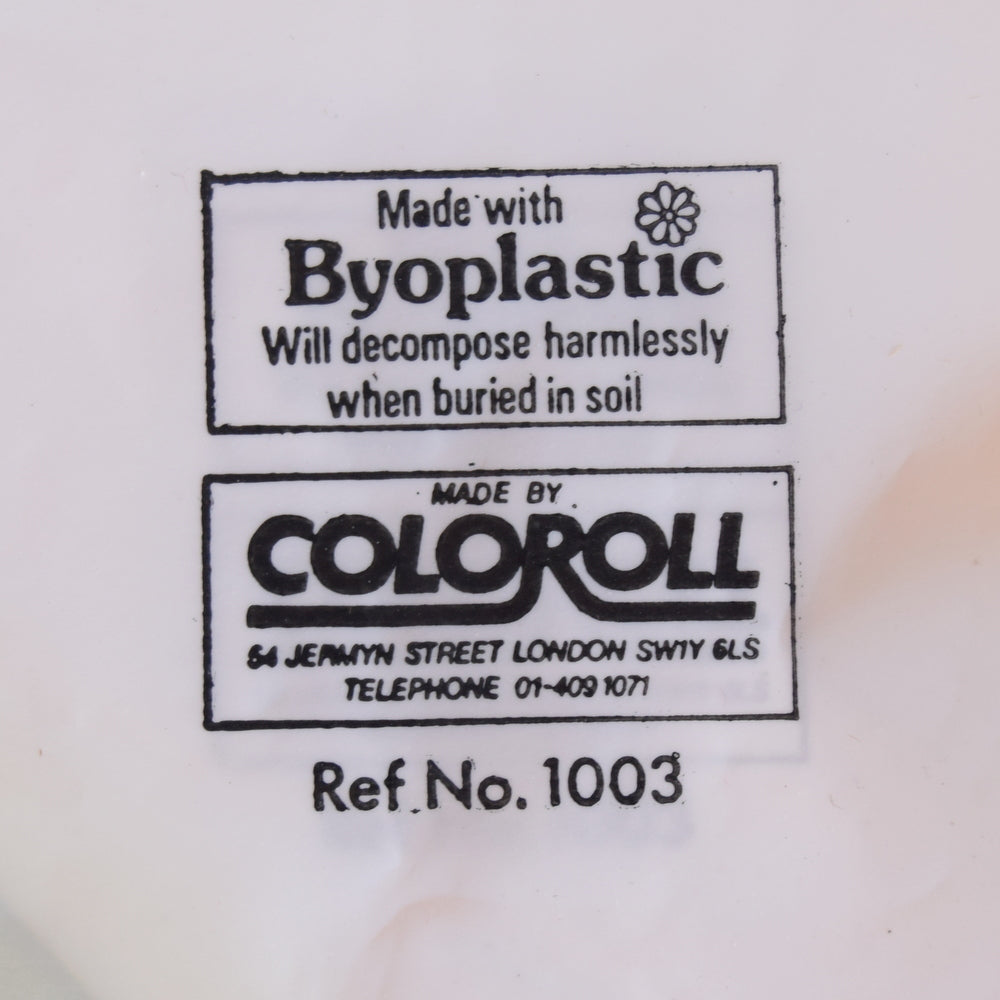 Made with
Byoplastic
Will decompose harmlessly
when buried in soil
MADE BY
COLOROLL
64 JERMYN STREET LONDON SW1Y 6LS
TELEPHONE 01-409 1071
Ref No. 1003